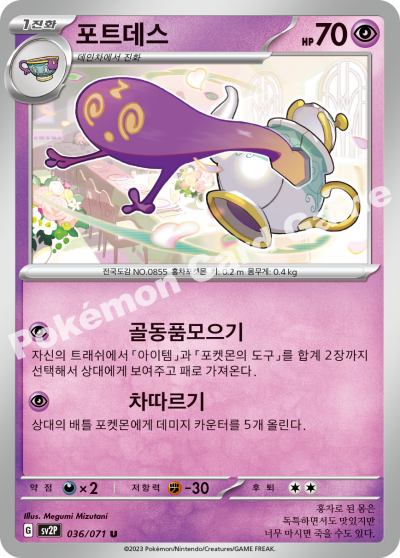 1진화
포트데스
HP 70
데인차에서 진화
전국도감 NO.0855 홍차포켓몬 키: 0.2 m 몸무게: 0.4 kg
골동품모으기
자신의 트래쉬에서 「아이템」과 「포켓몬의 도구」를 합계 2장까지
선택해서 상대에게 보여주고 패로 가져온다.
차따르기
상대의 배틀 포켓몬에게 데미지 카운터를 5개 올린다.
약점 ×2 저항력 -30 후퇴
Illus. Megumi Mizutani
G sv2P 036/071 U
홍차로 된 몸은
독특하면서도 맛있지만
너무 마시면 죽을 수도 있다.
©2023 Pokémon/Nintendo/Creatures/GAME FREAK.
Pokémon Card Game